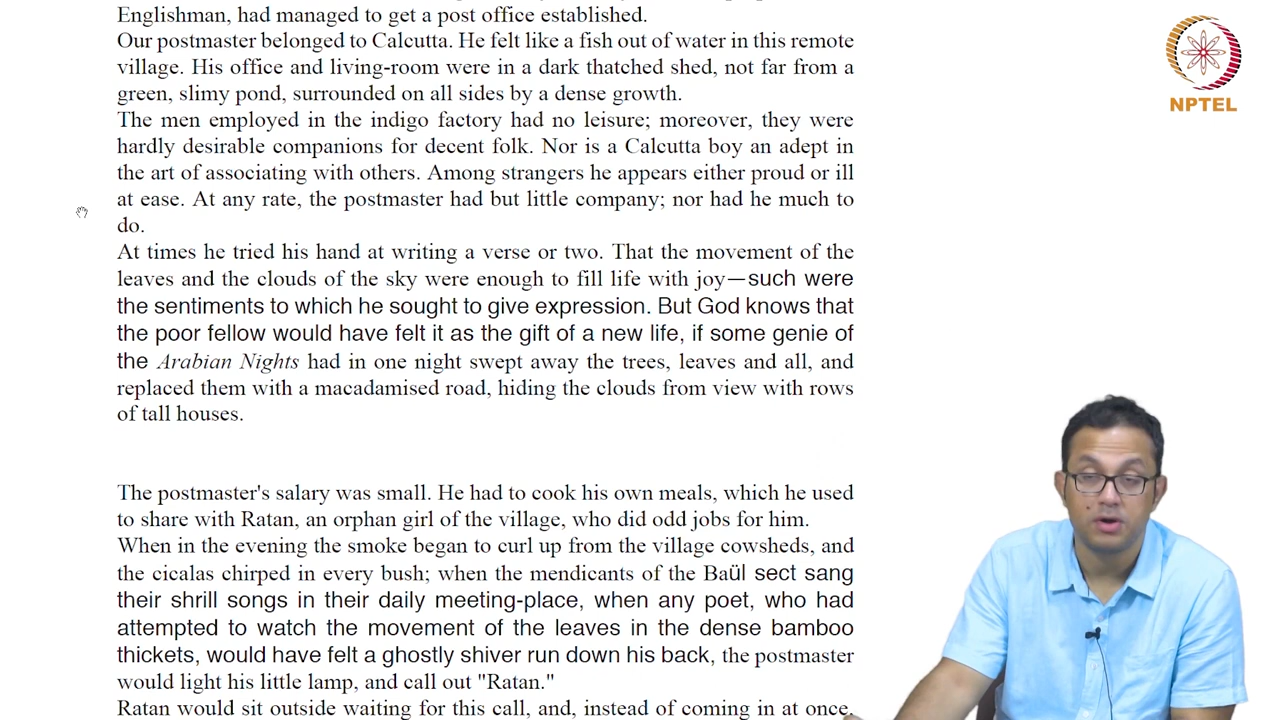 Englishman, had managed to get a post office established.
Our postmaster belonged to Calcutta. He felt like a fish out of water in this remote
village. His office and living-room were in a dark thatched shed, not far from a
green, slimy pond, surrounded on all sides by a dense growth.
The men employed in the indigo factory had no leisure; moreover, they were
hardly desirable companions for decent folk. Nor is a Calcutta boy an adept in
the art of associating with others. Among strangers he appears either proud or ill
at ease. At any rate, the postmaster had but little company; nor had he much to
do.
At times he tried his hand at writing a verse or two. That the movement of the
leaves and the clouds of the sky were enough to fill life with joy—such were
the sentiments to which he sought to give expression. But God knows that
the poor fellow would have felt it as the gift of a new life, if some genie of
the Arabian Nights had in one night swept away the trees, leaves and all, and
replaced them with a macadamised road, hiding the clouds from view with rows
of tall houses.
The postmaster's salary was small. He had to cook his own meals, which he used
to share with Ratan, an orphan girl of the village, who did odd jobs for him.
When in the evening the smoke began to curl up from the village cowsheds, and
the cicalas chirped in every bush; when the mendicants of the Baül sect sang
their shrill songs in their daily meeting-place, when any poet, who had
attempted to watch the movement of the leaves in the dense bamboo
thickets, would have felt a ghostly shiver run down his back, the postmaster
would light his little lamp, and call out "Ratan."
Ratan would sit outside waiting for this call, and, instead of coming in at once,
NPTEL